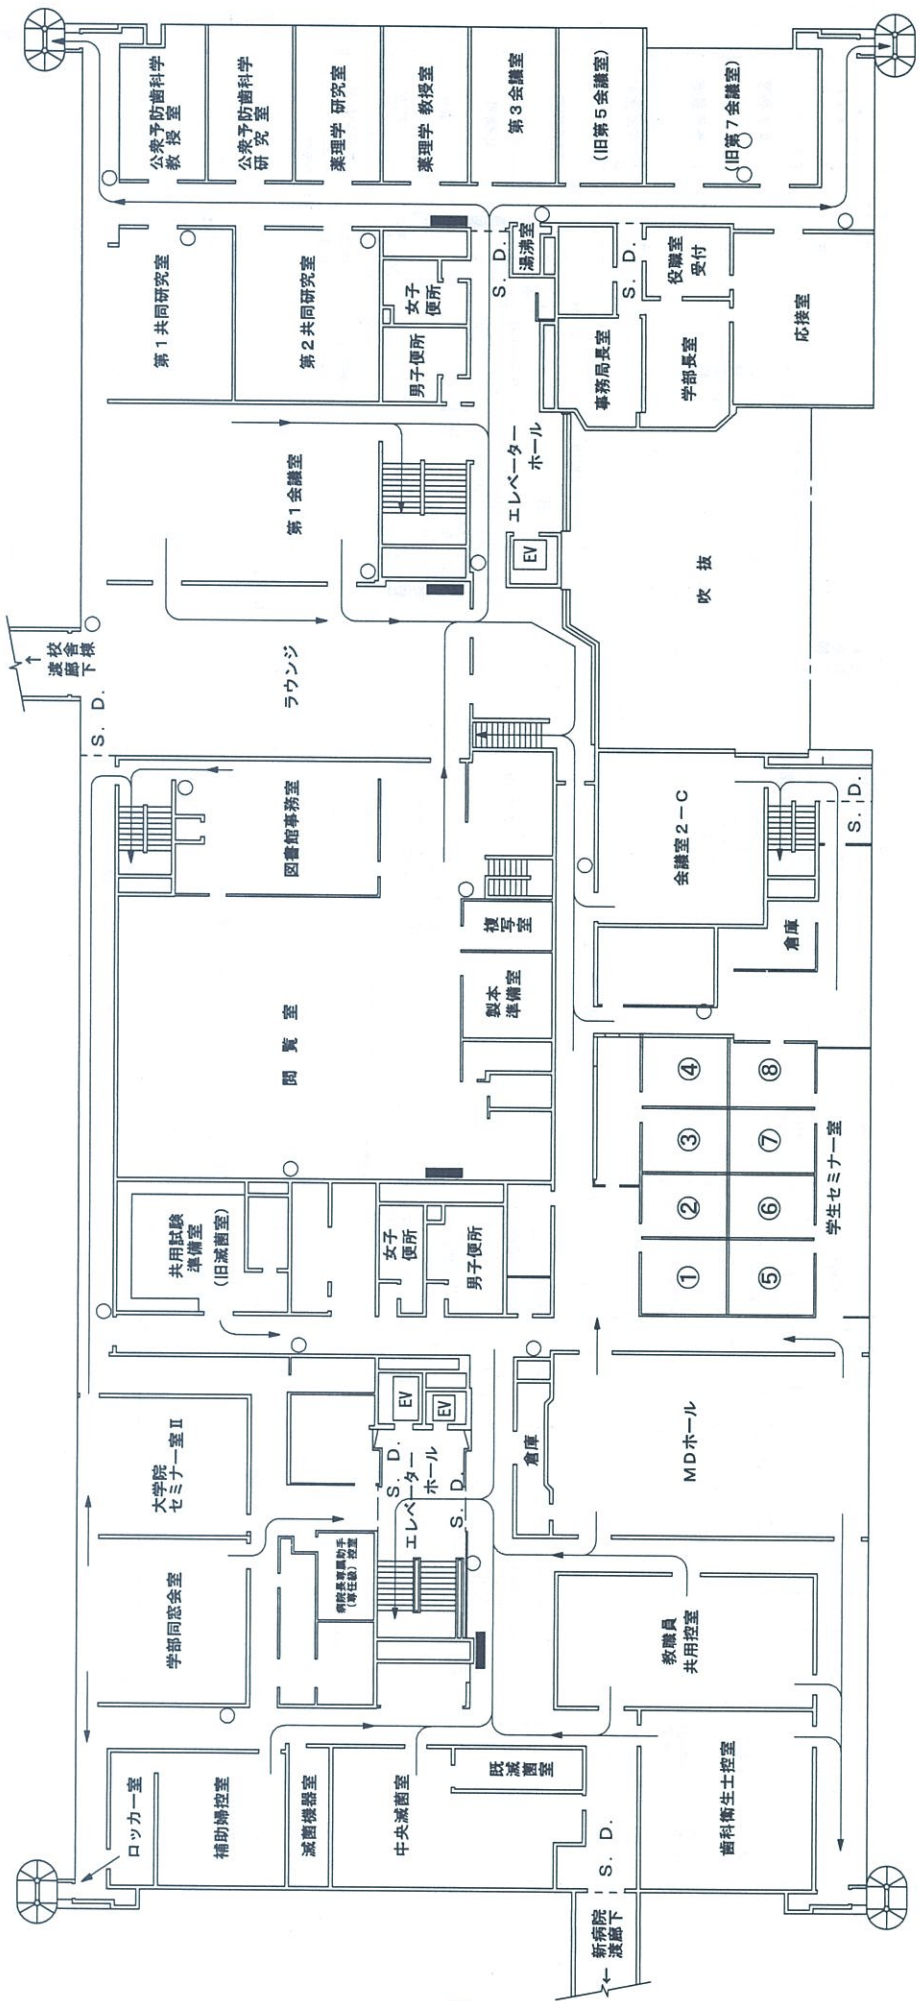 公衆予防歯科学
教授室
公衆予防歯科学
研究室
薬理学 研究室
薬理学 教授室
第3会議室
(旧第5会議室)
(旧第7会議室)
第1共同研究室
第2共同研究室
女子
便所
男子便所
S. D.
湯沸室
S. D.
役職室
受付
事務局長室
学部長室
応接室
第1会議室
エレベーター
ホール
EV
吹抜
↑
校舎棟
渡廊下
S. D.
ラウンジ
図書館事務室
閲覧室
複写室
製本
準備室
会議室2-C
S. D.
倉庫
④
③
②
①
⑧
⑦
⑥
⑤
学生セミナー室
共用試験
準備室
(旧滅菌室)
女子
便所
男子便所
大学院
セミナー室Ⅱ
EV
EV
S. D.
エレベーター
ホール
S. D.
倉庫
MDホール
学部同窓会室
病院長専属助手
(専任級)控室
教職員
共用控室
ロッカー室
補助婦控室
滅菌機器室
中央滅菌室
既滅菌室
S. D.
歯科衛生士控室
←新病院
渡廊下